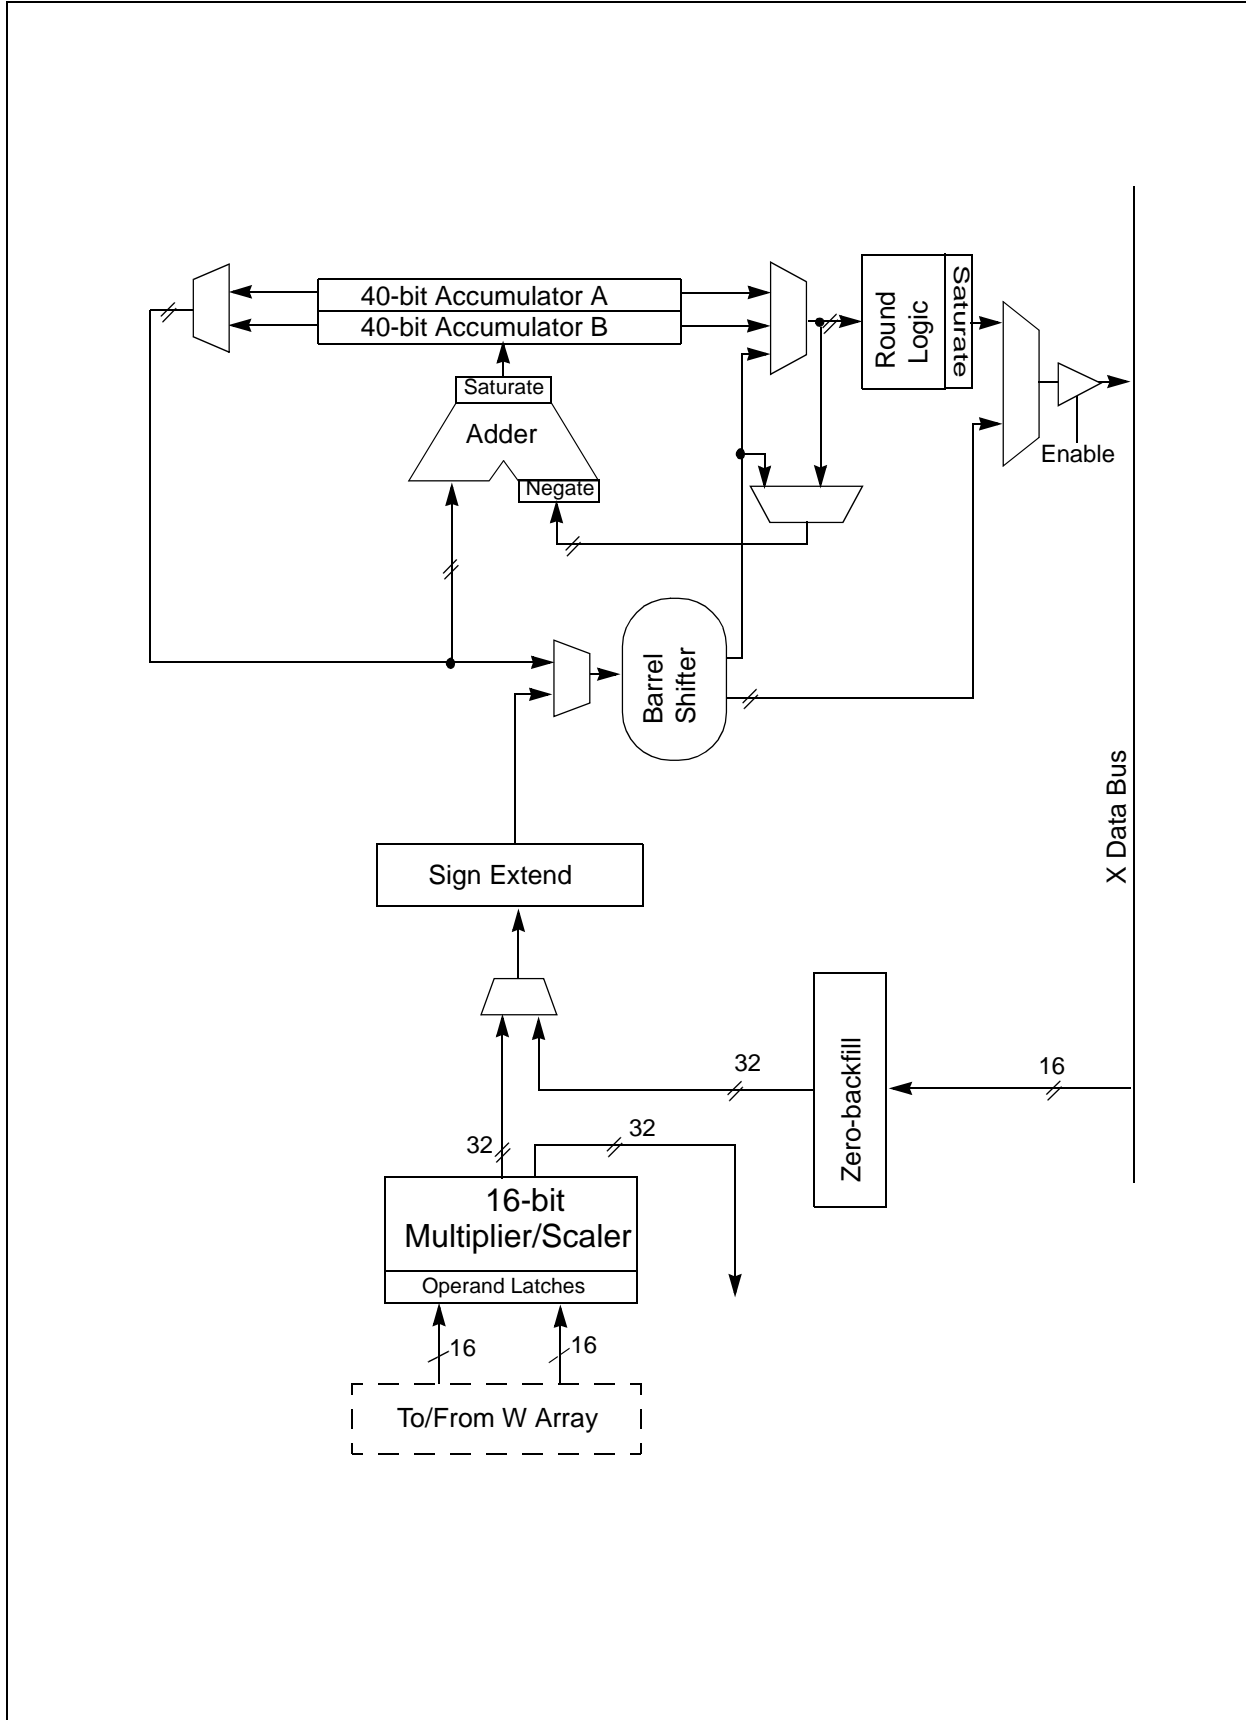 40-bit Accumulator A
40-bit Accumulator B
Round
Logic
Saturate
Saturate
Adder
Negate
Enable
Barrel
Shifter
X Data Bus
Sign Extend
32
16
Zero-backfill
32
32
16-bit
Multiplier/Scaler
Operand Latches
16
16
To/From W Array